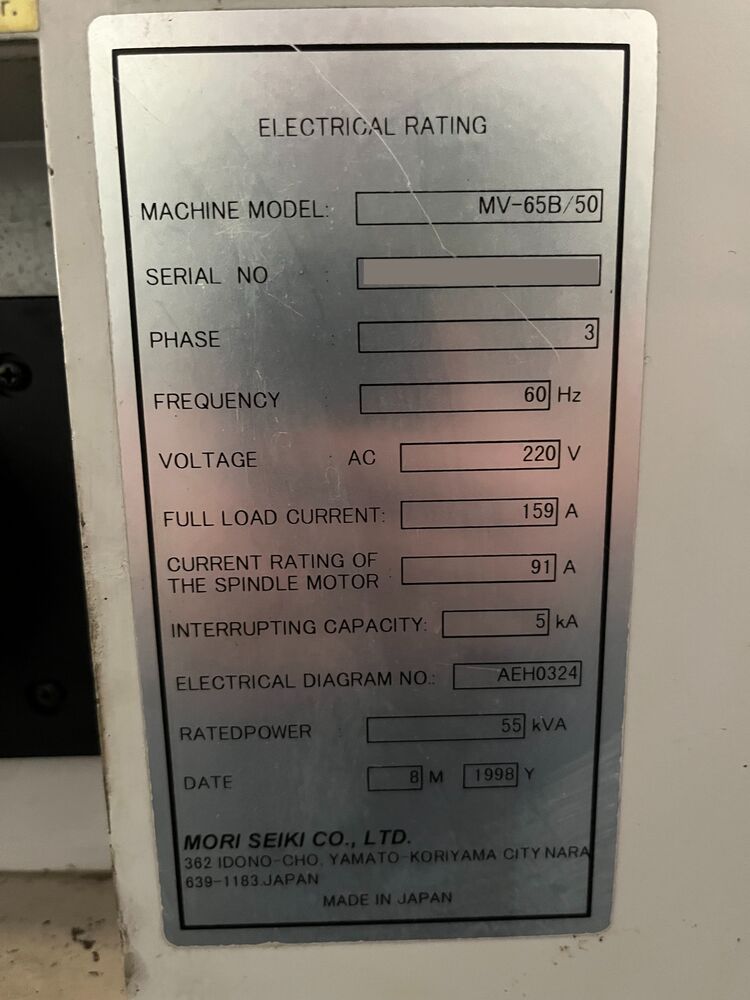 r.
ELECTRICAL RATING
MACHINE MODEL: MV-65B/50
SERIAL NO :
PHASE : 3
FREQUENCY : 60 Hz
VOLTAGE : AC 220 V
FULL LOAD CURRENT: 159 A
CURRENT RATING OF
THE SPINDLE MOTOR : 91 A
INTERRUPTING CAPACITY: 5 kA
ELECTRICAL DIAGRAM NO.: AEH0324
RATEDPOWER : 55 kVA
DATE : 8 M 1998 Y
MORI SEIKI CO., LTD.
362 IDONO-CHO, YAMATO-KORIYAMA CITY NARA
639-1183.JAPAN
MADE IN JAPAN